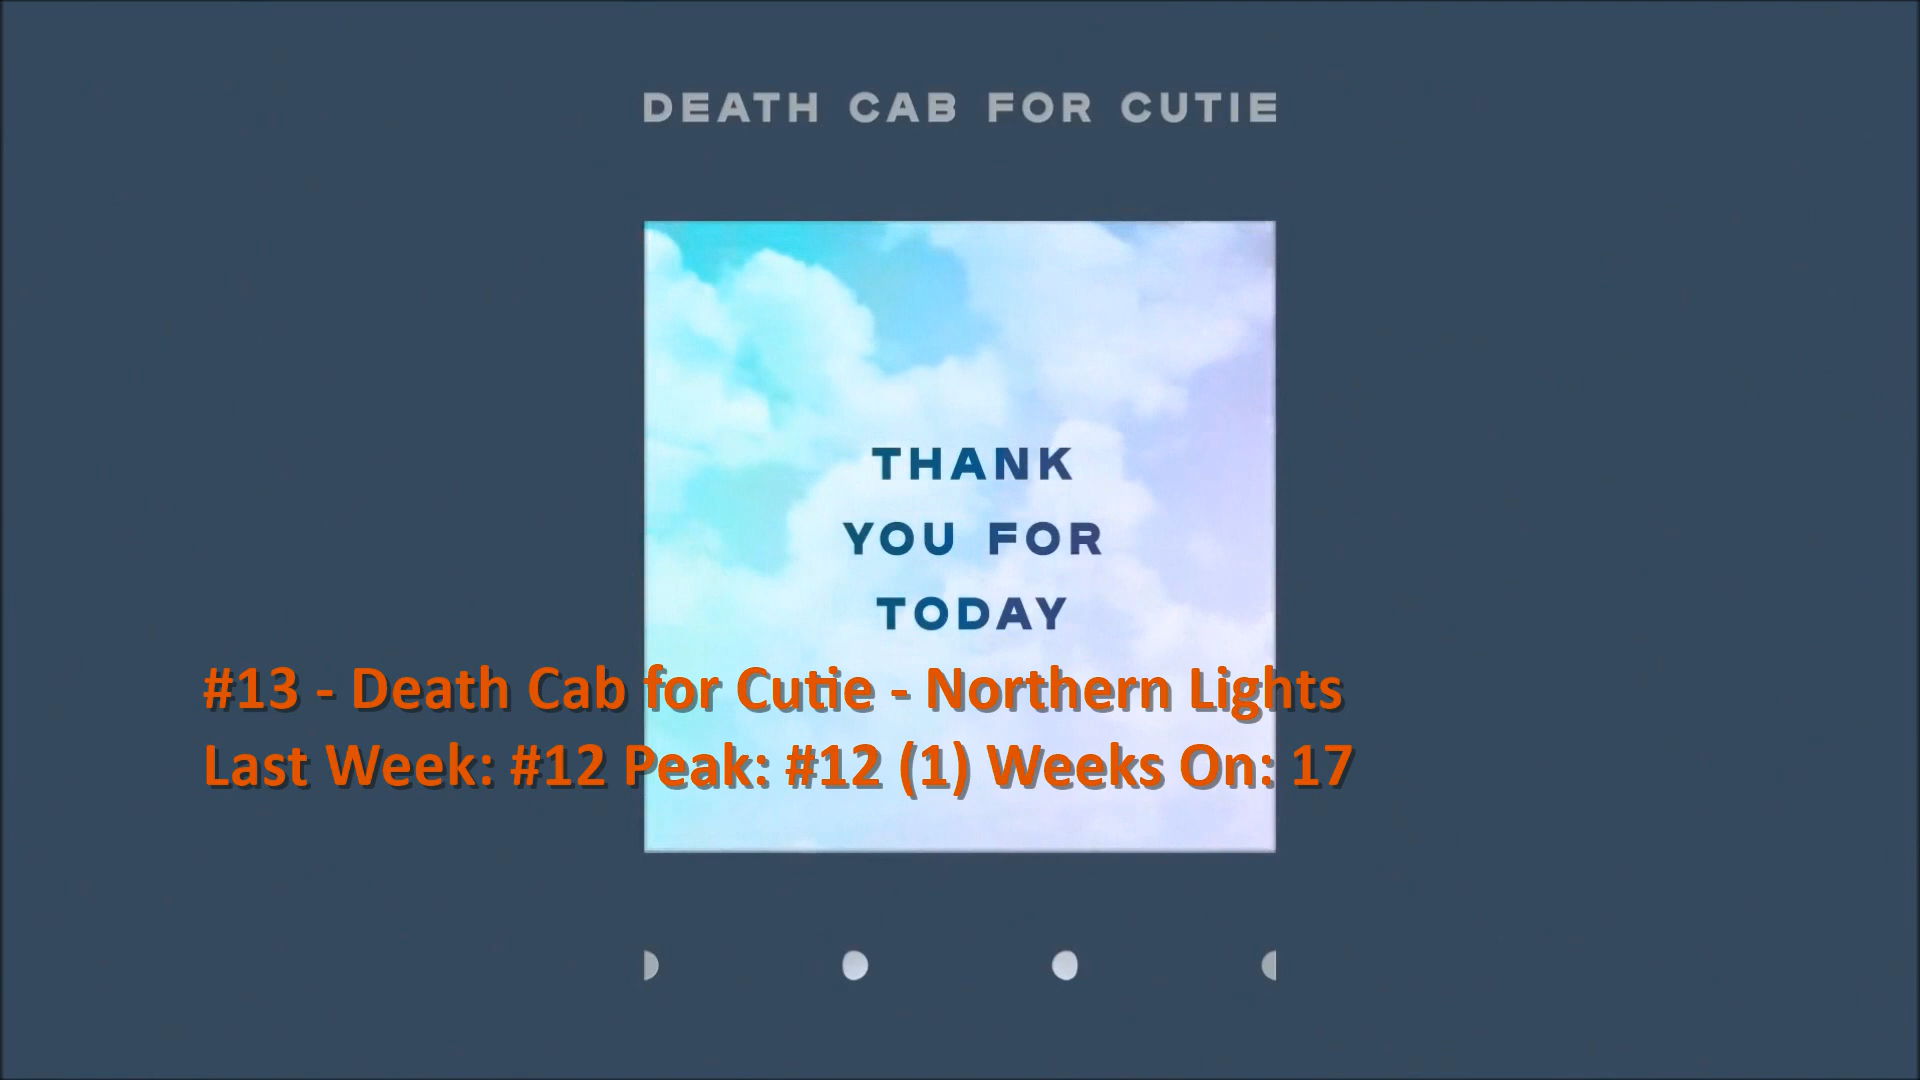 DEATH CAB FOR CUTIE
THANK
YOU FOR
TODAY
#13 - Death Cab for Cutie - Northern Lights
Last Week: #12 Peak: #12 (1) Weeks On: 17